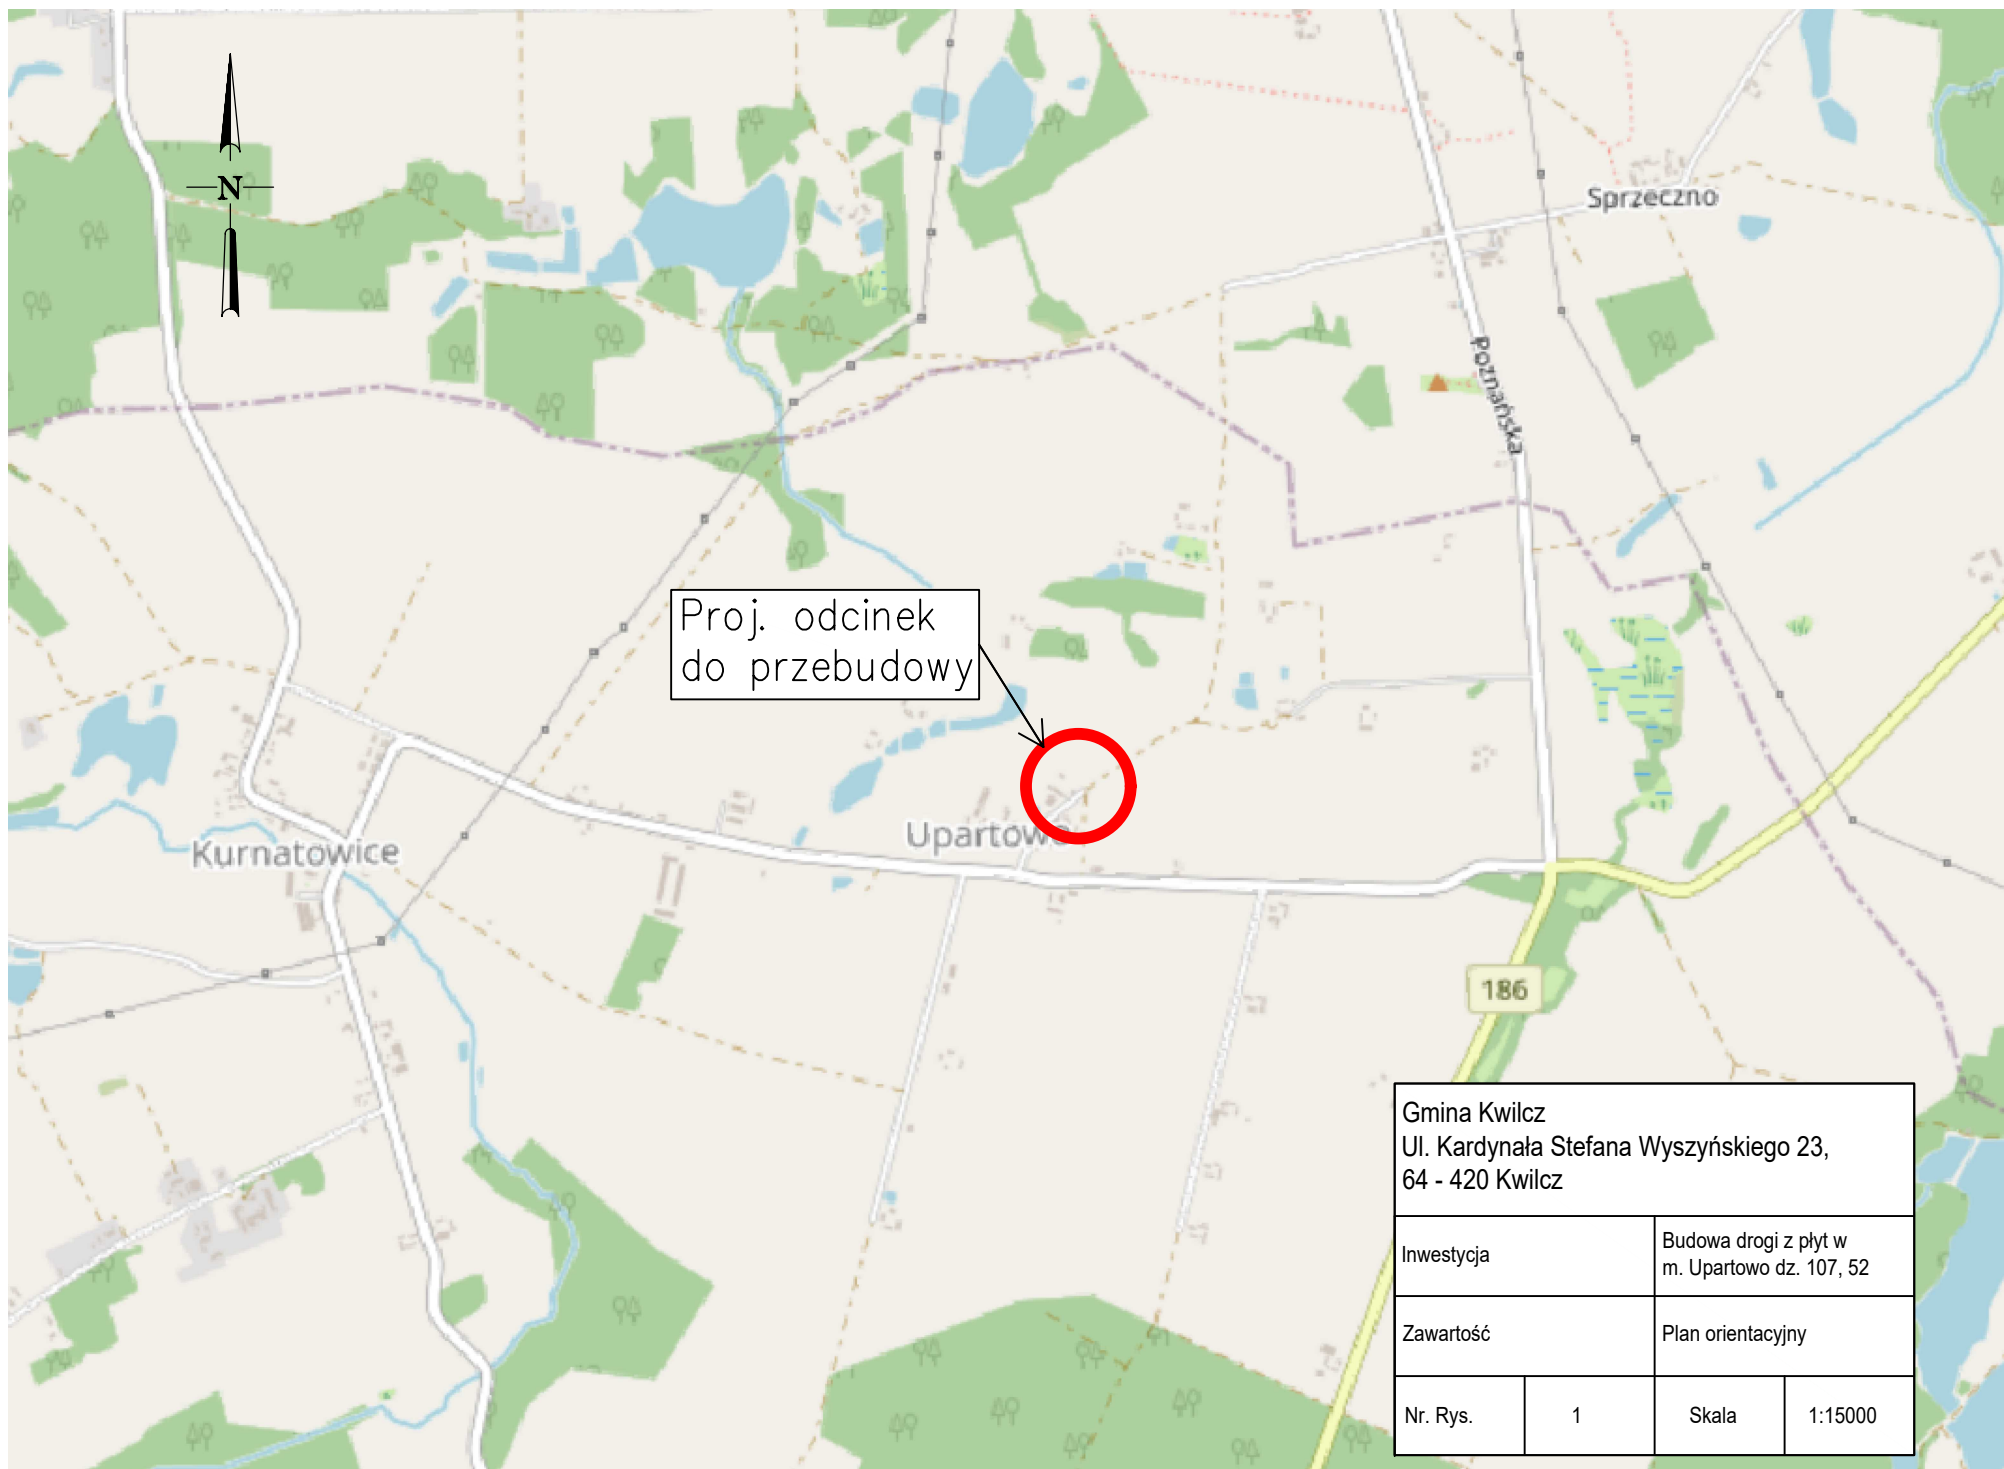 N
Sprzeczno
Poznańska
Proj. odcinek
do przebudowy
Upartowo
Kurnatowice
186
Gmina Kwilcz
Ul. Kardynała Stefana Wyszyńskiego 23,
64 - 420 Kwilcz
Inwestycja
Budowa drogi z płyt w
m. Upartowo dz. 107, 52
Zawartość
Plan orientacyjny
Nr. Rys.
1
Skala
1:15000